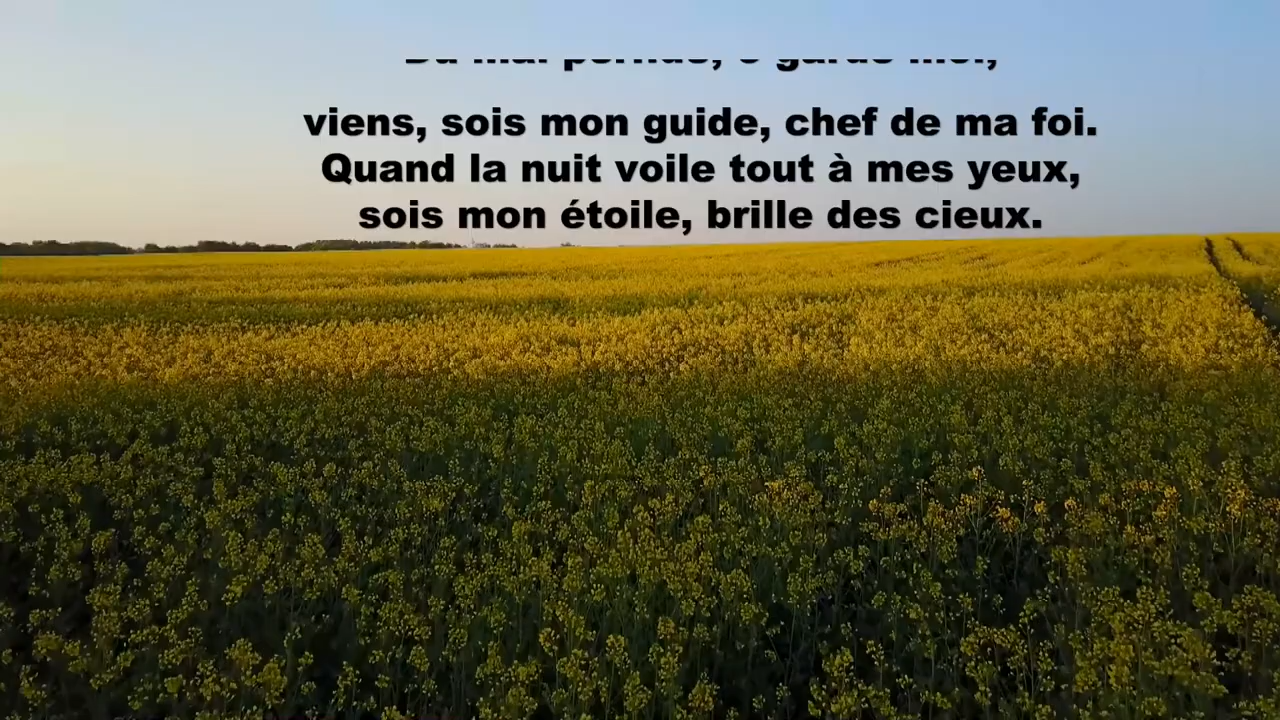 viens, sois mon guide, chef de ma foi.
Quand la nuit voile tout à mes yeux,
sois mon étoile, brille des cieux.